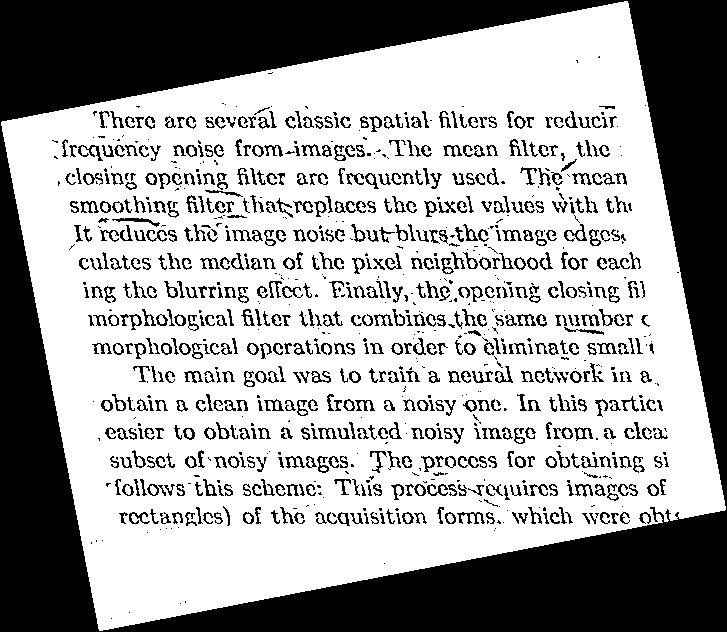 There are several classic spatial filters for reducin
frequency noise from images. The mean filter, the
closing opening filter are frequently used. The mean
smoothing filter that replaces the pixel values with the
It reduces the image noise but blurs the image edges,
culates the median of the pixel neighborhood for each
ing the blurring effect. Finally, the opening closing fil
morphological filter that combines the same number
morphological operations in order to eliminate small
The main goal was to train a neural network in a
obtain a clean image from a noisy one. In this particu
easier to obtain a simulated noisy image from a clea
subset of noisy images. The process for obtaining si
follows this scheme: This process requires images of
rectangles) of the acquisition forms, which were obt